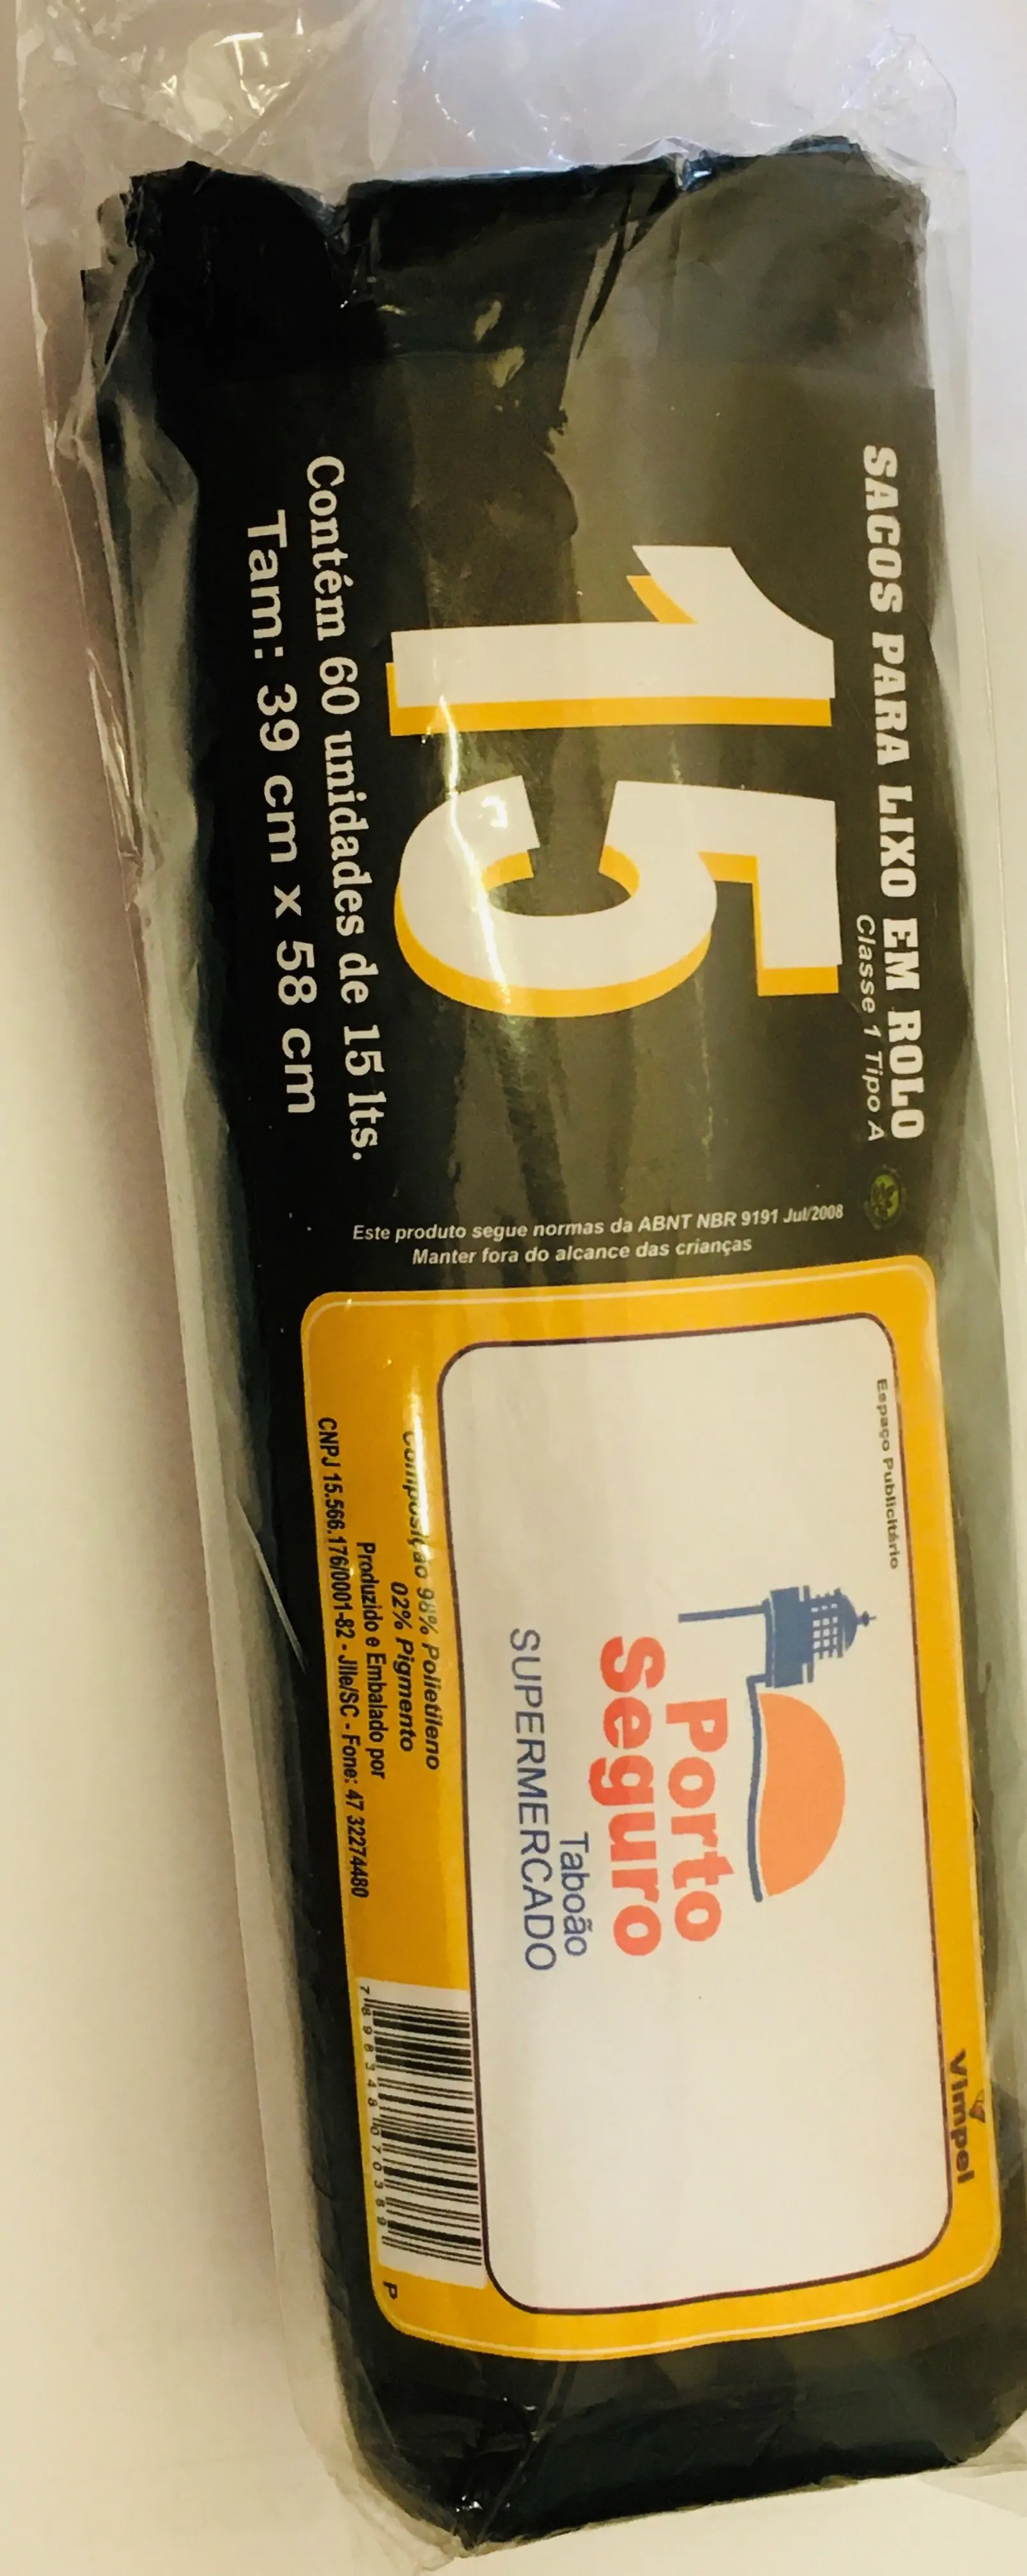 SACOS PARA LIXO EM ROLO
Classe 1 Tipo A
15
Contém 60 unidades de 15 lts.
Tam: 39 cm x 58 cm
Este produto segue normas da ABNT NBR 9191 Jul/2008
Manter fora do alcance das crianças
Espaço Publicitário
Vimpel
Porto
Seguro
Taboão
SUPERMERCADO
Composição 98% Polietileno
02% Pigmento
Produzido e Embalado por
CNPJ 15.566.176/0001-82 - Jlle/SC - Fone: 47 32274480
7 898348 070389
P